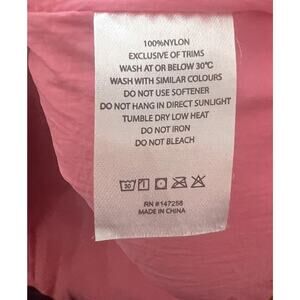 100%NYLON
EXCLUSIVE OF TRIMS
WASH AT OR BELOW 30°C
WASH WITH SIMILAR COLOURS
DO NOT USE SOFTENER
DO NOT HANG IN DIRECT SUNLIGHT
TUMBLE DRY LOW HEAT
DO NOT IRON
DO NOT BLEACH
30
RN #147258
MADE IN CHINA